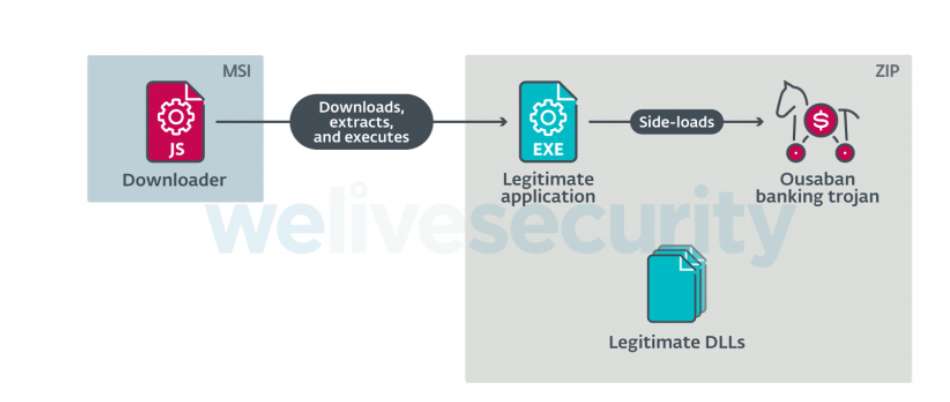 MSI
ZIP
JS
Downloader
Downloads,
extracts,
and executes
EXE
Legitimate
application
Side-loads
$
Ousaban
banking trojan
welivesecurity
Legitimate DLLs